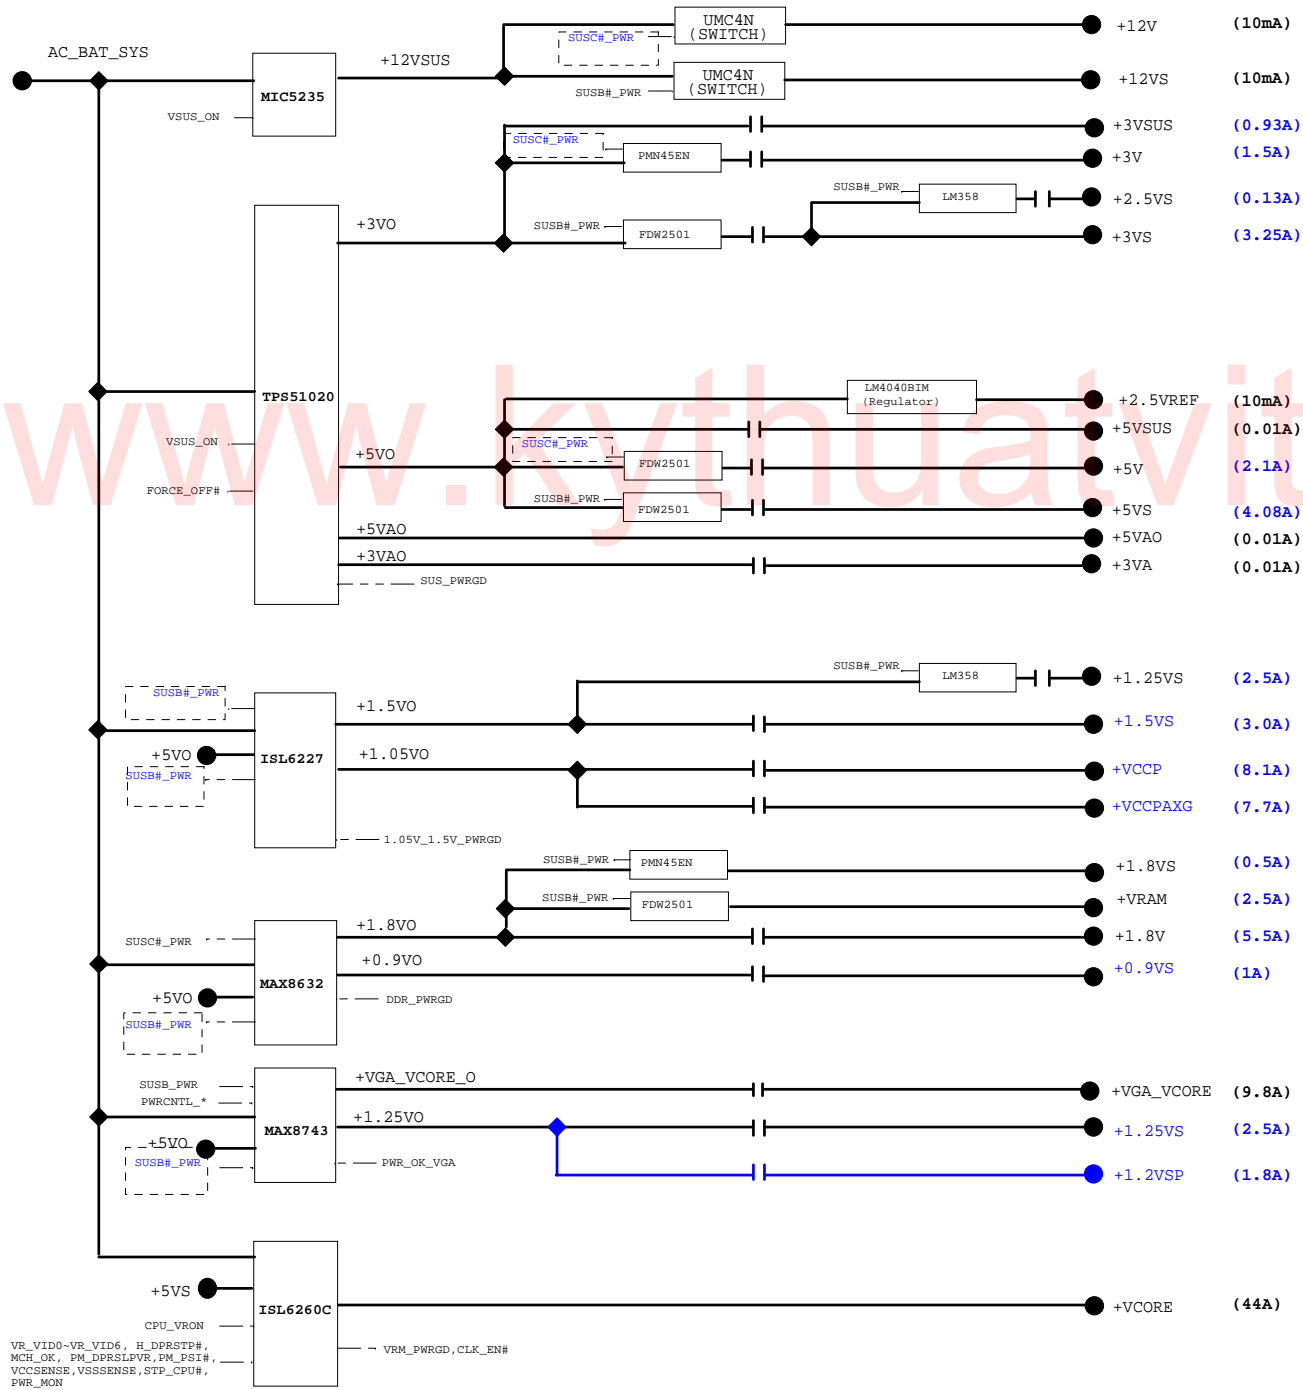 AC_BAT_SYS
MIC5235
VSUS_ON
+12VSUS
SUSC#_PWR
UMC4N
(SWITCH)
+12V
(10mA)
SUSB#_PWR
UMC4N
(SWITCH)
+12VS
(10mA)
+3VSUS
(0.93A)
SUSC#_PWR
PMN45EN
+3V
(1.5A)
SUSB#_PWR
LM358
+2.5VS
(0.13A)
+3VO
SUSB#_PWR
FDW2501
+3VS
(3.25A)
TPS51020
VSUS_ON
FORCE_OFF#
LM4040BIM
(Regulator)
+2.5VREF
(10mA)
+5VSUS
(0.01A)
SUSC#_PWR
+5VO
FDW2501
+5V
(2.1A)
SUSB#_PWR
FDW2501
+5VS
(4.08A)
+5VAO
+5VAO
(0.01A)
+3VAO
+3VA
(0.01A)
SUS_PWRGD
www.kythuatvit
SUSB#_PWR
LM358
+1.25VS
(2.5A)
SUSB#_PWR
+1.5VO
+1.5VS
(3.0A)
+5VO
ISL6227
+1.05VO
+VCCP
(8.1A)
SUSB#_PWR
+VCCPAXG
(7.7A)
1.05V_1.5V_PWRGD
SUSB#_PWR
PMN45EN
+1.8VS
(0.5A)
SUSB#_PWR
FDW2501
+VRAM
(2.5A)
SUSC#_PWR
+1.8VO
+1.8V
(5.5A)
MAX8632
+0.9VO
+0.9VS
(1A)
+5VO
DDR_PWRGD
SUSB#_PWR
SUSB_PWR
PWRCNTL_*
+VGA_VCORE_O
+VGA_VCORE
(9.8A)
MAX8743
+1.25VO
+1.25VS
(2.5A)
+5VO
SUSB#_PWR
PWR_OK_VGA
+1.2VSP
(1.8A)
+5VS
ISL6260C
+VCORE
(44A)
CPU_VRON
VR_VID0~VR_VID6, H_DPRSTP#,
MCH_OK, PM_DPRSLPVR,PM_PSI#,
VCCSENSE,VSSSENSE,STP_CPU#,
PWR_MON
VRM_PWRGD,CLK_EN#